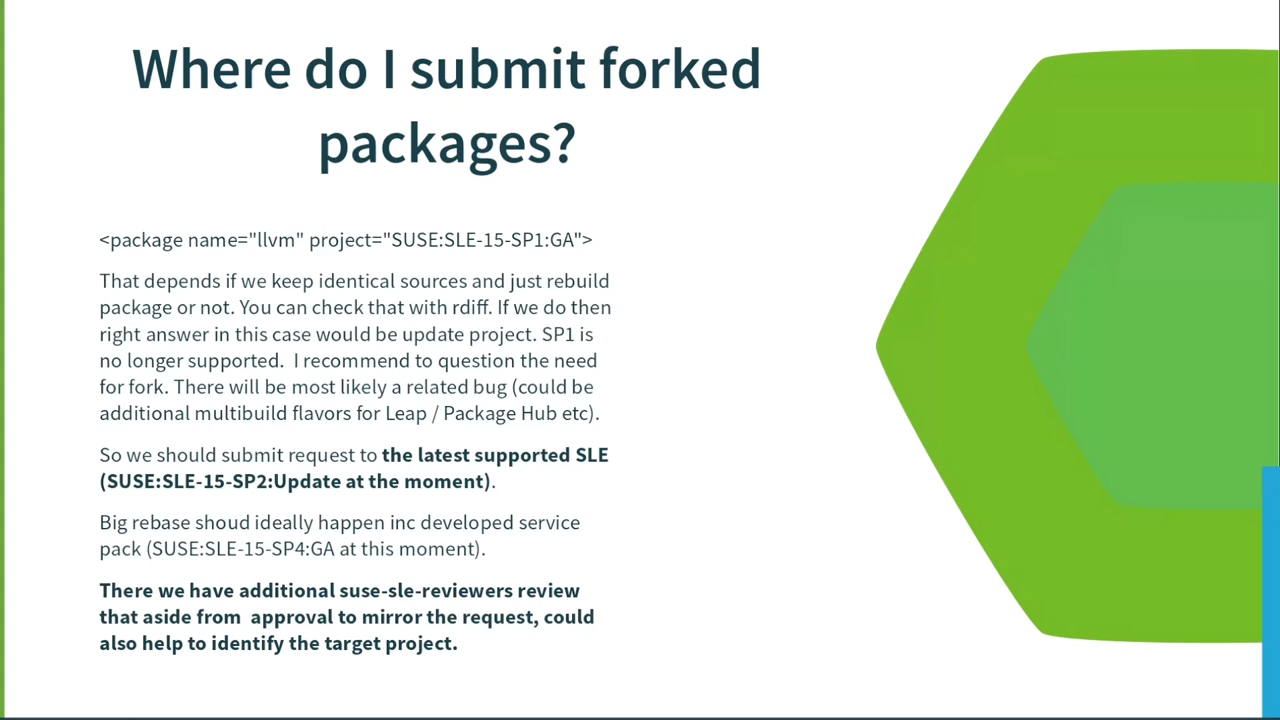 Where do I submit forked
packages?
<package name="llvm" project="SUSE:SLE-15-SP1:GA">
That depends if we keep identical sources and just rebuild
package or not. You can check that with rdiff. If we do then
right answer in this case would be update project. SP1 is
no longer supported.  I recommend to question the need
for fork. There will be most likely a related bug (could be
additional multibuild flavors for Leap / Package Hub etc).
So we should submit request to the latest supported SLE
(SUSE:SLE-15-SP2:Update at the moment).
Big rebase shoud ideally happen inc developed service
pack (SUSE:SLE-15-SP4:GA at this moment).
There we have additional suse-sle-reviewers review
that aside from  approval to mirror the request, could
also help to identify the target project.